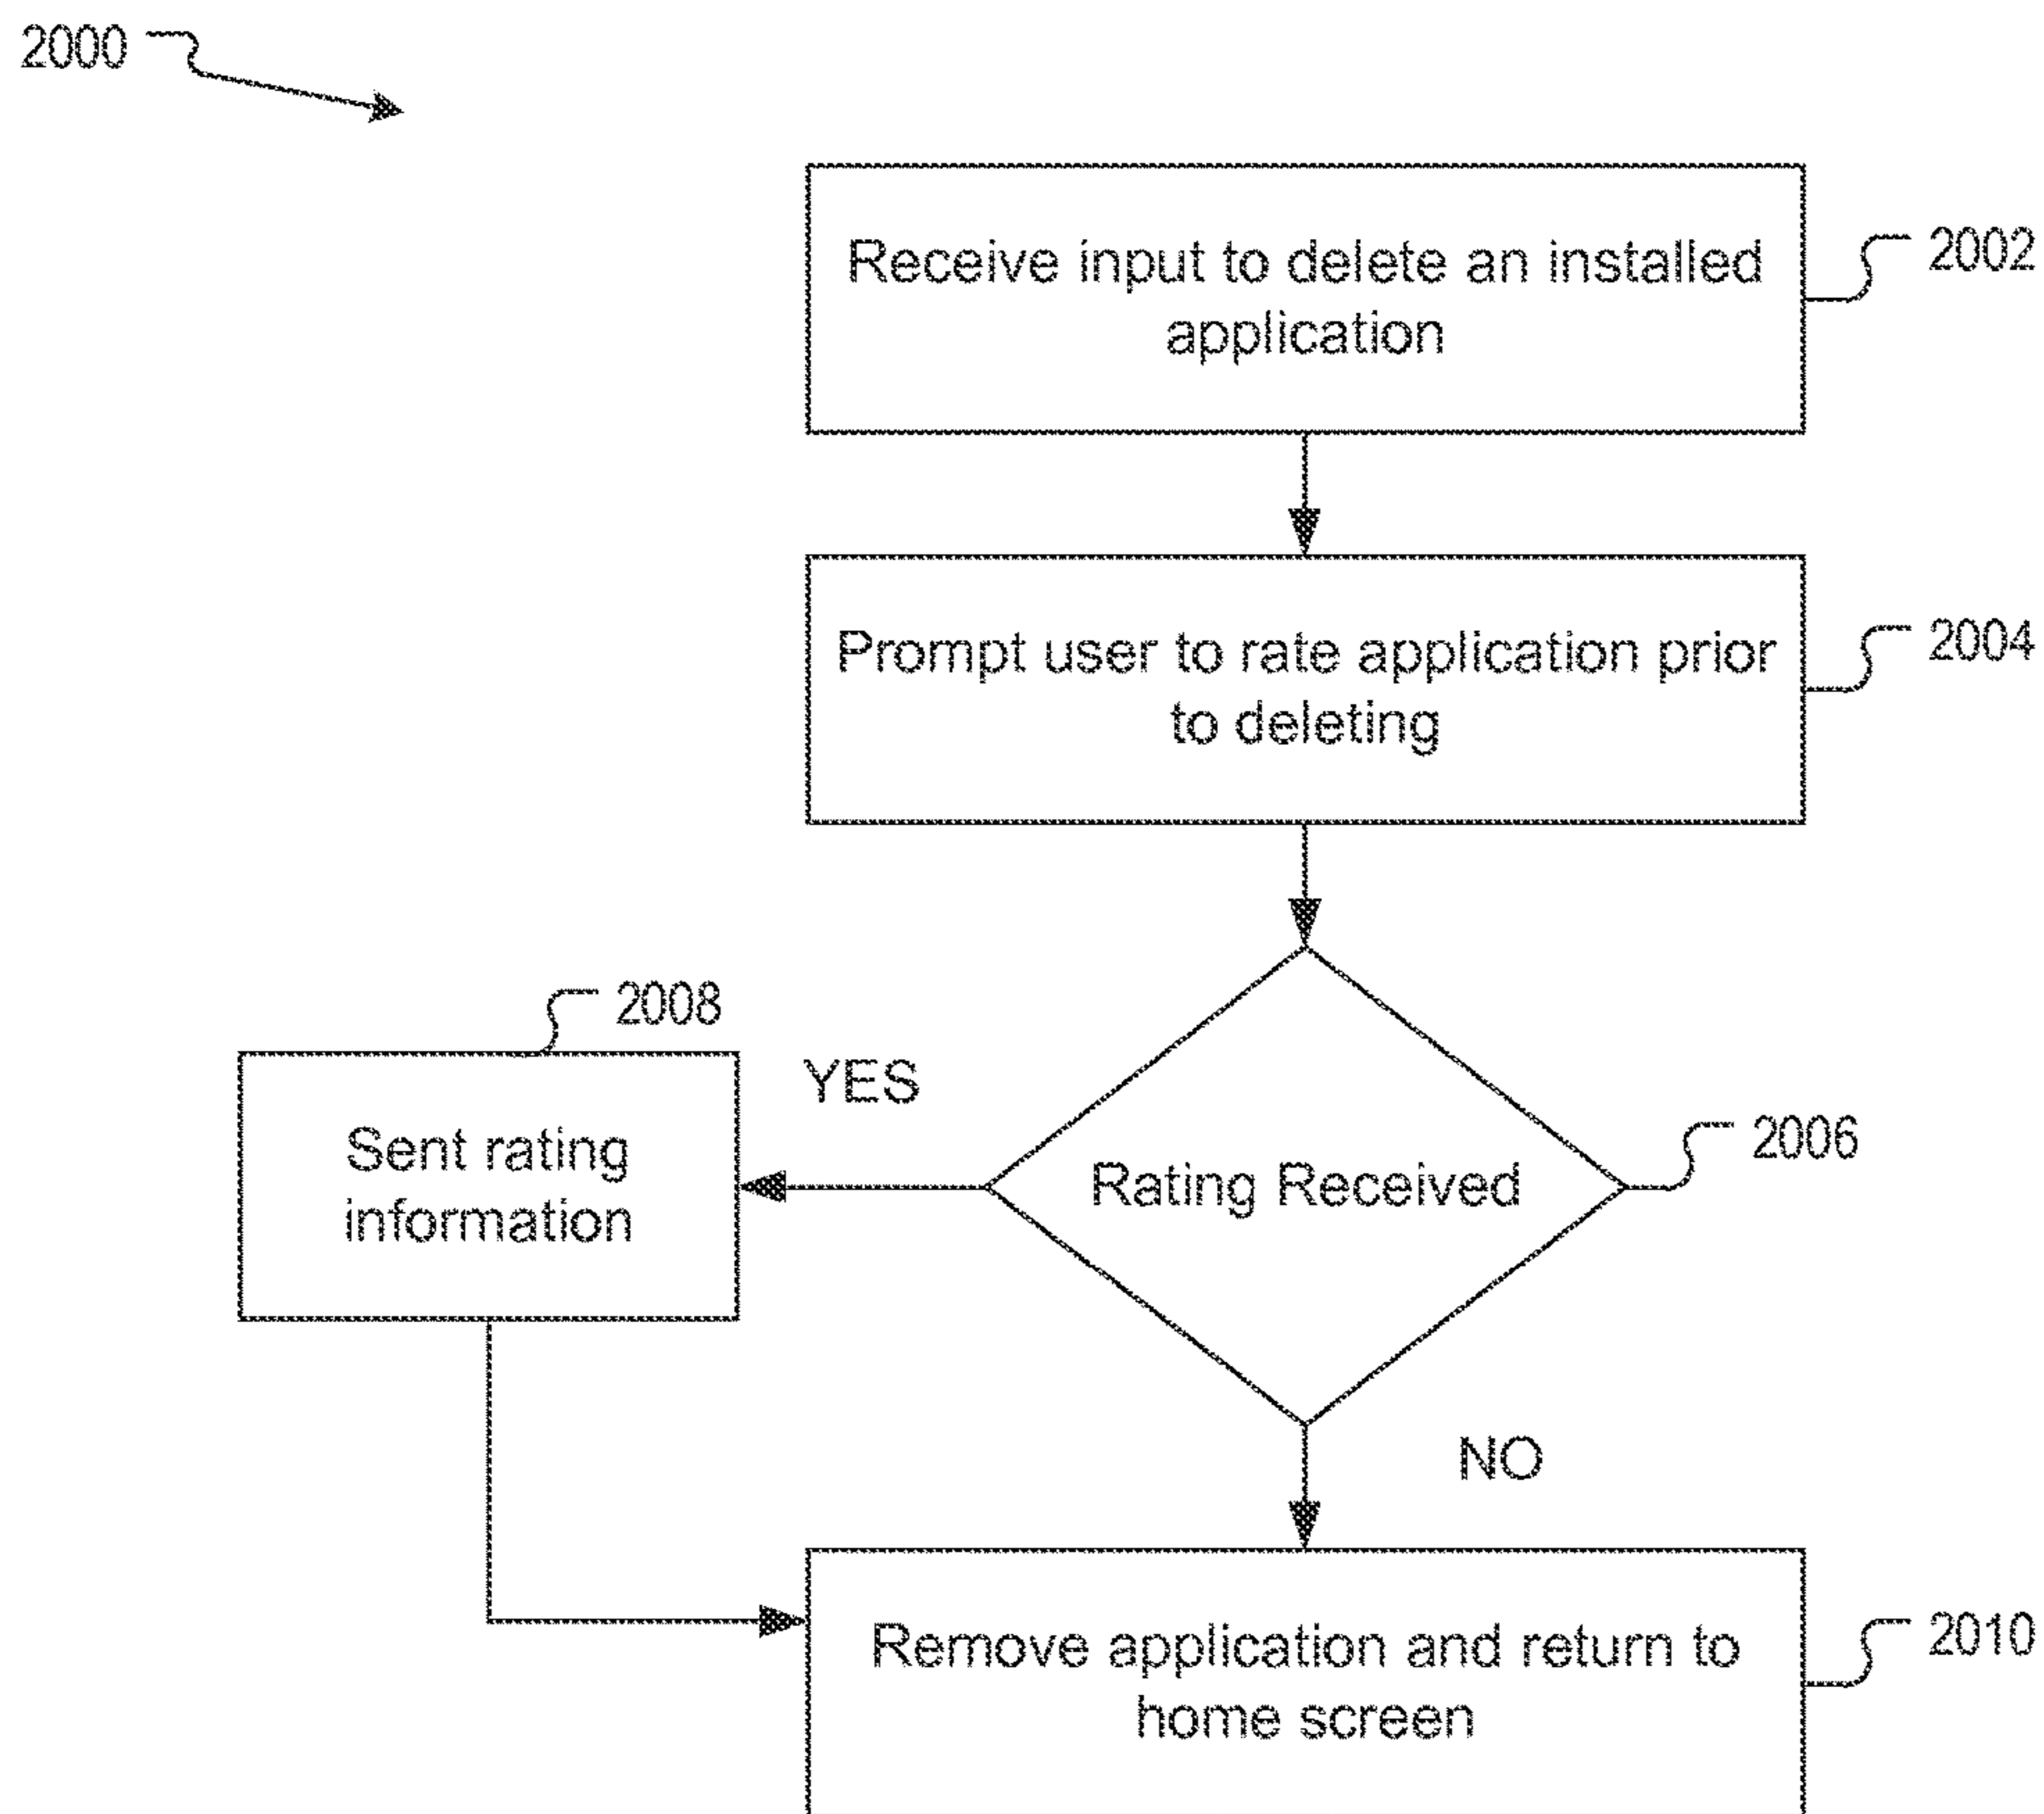 2000
Receive input to delete an installed
application
2002
Prompt user to rate application prior
to deleting
2004
2008
YES
Sent rating
information
Rating Received
2006
NO
Remove application and return to
home screen
2010